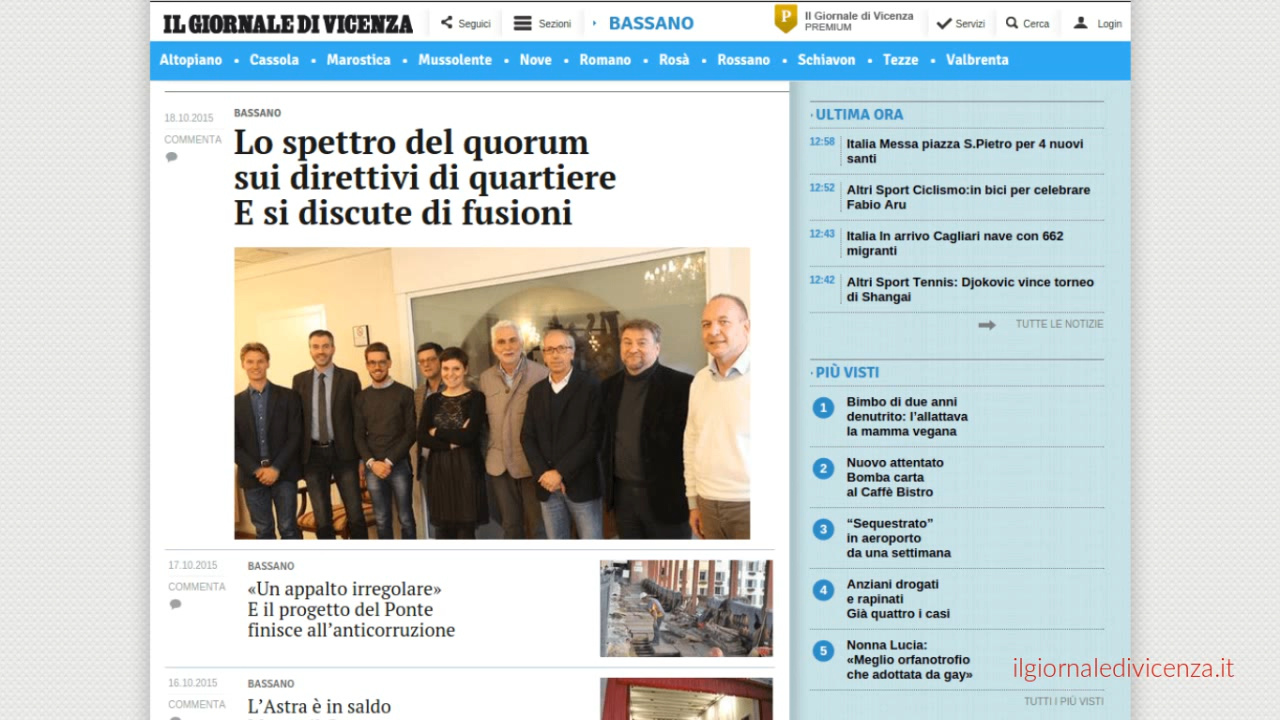 IL GIORNALE DI VICENZA
Seguici
Sezioni
BASSANO
P
Il Giornale di Vicenza
PREMIUM
Servizi
Cerca
Login
Altopiano • Cassola • Marostica • Mussolente • Nove • Romano • Rosà • Rossano • Schiavon • Tezze • Valbrenta
18.10.2015
COMMENTA
BASSANO
Lo spettro del quorum
sui direttivi di quartiere
E si discute di fusioni
17.10.2015
COMMENTA
BASSANO
«Un appalto irregolare»
E il progetto del Ponte
finisce all'anticorruzione
16.10.2015
COMMENTA
BASSANO
L'Astra è in saldo
ULTIMA ORA
12:58
Italia Messa piazza S.Pietro per 4 nuovi
santi
12:52
Altri Sport Ciclismo:in bici per celebrare
Fabio Aru
12:43
Italia In arrivo Cagliari nave con 662
migranti
12:42
Altri Sport Tennis: Djokovic vince torneo
di Shangai
TUTTE LE NOTIZIE
PIÙ VISTI
1
Bimbo di due anni
denutrito: l'allattava
la mamma vegana
2
Nuovo attentato
Bomba carta
al Caffè Bistro
3
“Sequestrato”
in aeroporto
da una settimana
4
Anziani drogati
e rapinati
Già quattro i casi
5
Nonna Lucia:
«Meglio orfanotrofio
che adottata da gay»
TUTTI I PIÙ VISTI
ilgiornaledivicenza.it